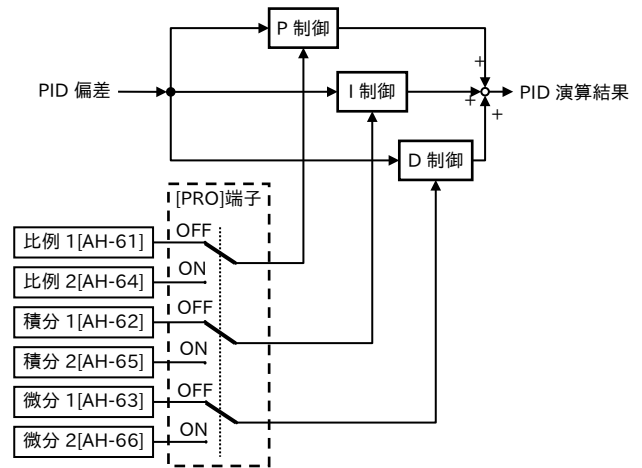 P 制御
+
PID 偏差
I 制御
+
PID 演算結果
+
D 制御
[PRO]端子
OFF
比例 1[AH-61]
ON
比例 2[AH-64]
OFF
積分 1[AH-62]
ON
積分 2[AH-65]
OFF
微分 1[AH-63]
ON
微分 2[AH-66]